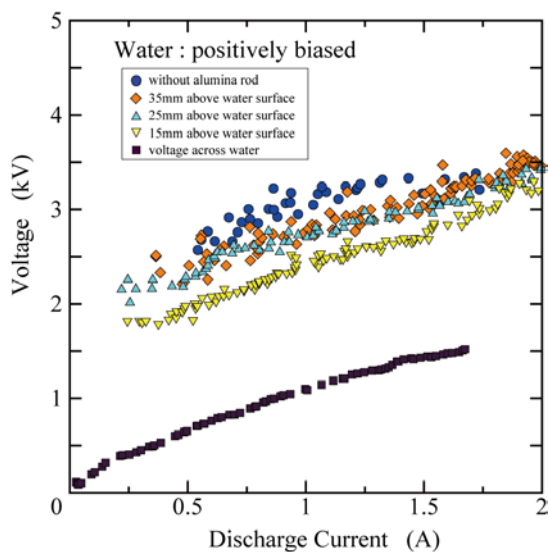 Water : positively biased
without alumina rod
35mm above water surface
25mm above water surface
15mm above water surface
voltage across water
Voltage (kV)
5
4
3
2
1
0
0.5
1
1.5
2
Discharge Current (A)